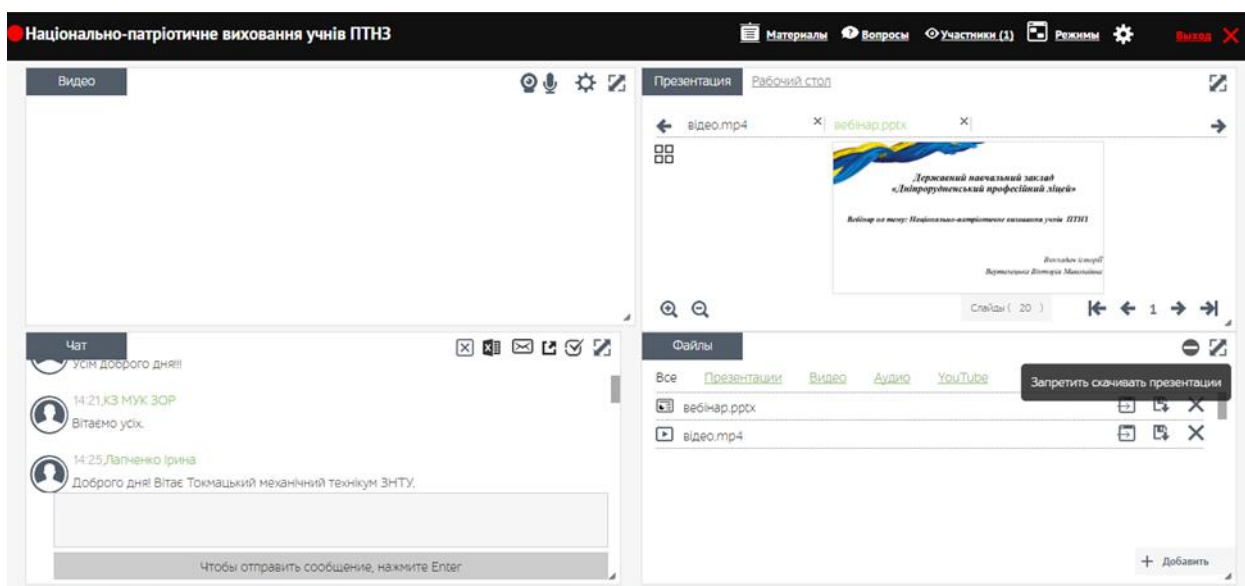 Національно-патріотичне виховання учнів ПТНЗ
Материалы Вопросы Участники (1) Режимы Выход
Видео
Презентация Рабочий стол
відео.mp4 вебінар.pptx
Державний навчальний заклад
«Дніпрорудненський професійний ліцей»
Вебінар на тему: Національно-патріотичне виховання учнів ПТНЗ
Викладач історії
Вікторія Миколаївна
Слайды ( 20 ) 1
Чат
Усім доброго дня!!!
14:21,КЗ МУК ЗОР
Вітаємо усіх.
14:25,Лапченко Ірина
Доброго дня! Вітає Токмацький механічний технікум ЗНТУ.
Чтобы отправить сообщение, нажмите Enter
Файлы
Все Презентации Видео Аудио YouTube
Запретить скачивать презентации
вебінар.pptx
відео.mp4
+ Добавить